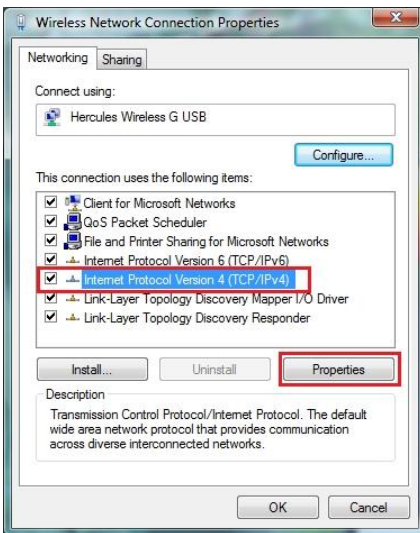 Wireless Network Connection Properties
Networking
Sharing
Connect using:
Hercules Wireless G USB
Configure...
This connection uses the following items:
Client for Microsoft Networks
QoS Packet Scheduler
File and Printer Sharing for Microsoft Networks
Internet Protocol Version 6 (TCP/IPv6)
Internet Protocol Version 4 (TCP/IPv4)
Link-Layer Topology Discovery Mapper I/O Driver
Link-Layer Topology Discovery Responder
Install...
Uninstall
Properties
Description
Transmission Control Protocol/Internet Protocol. The default
wide area network protocol that provides communication
across diverse interconnected networks.
OK
Cancel